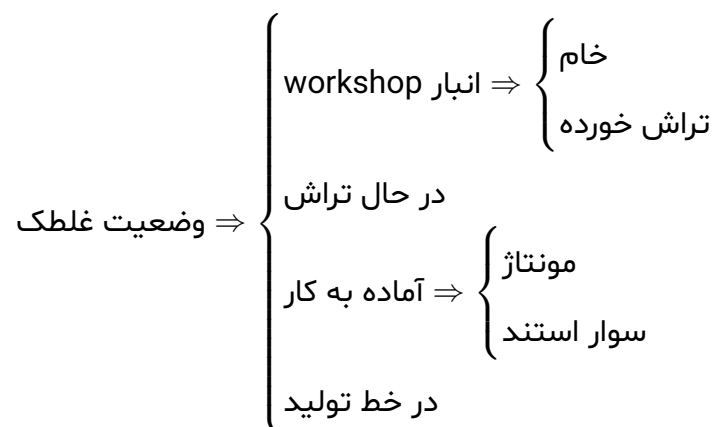 وضعیت غلطک ⇒
انبار workshop ⇒
خام
تراش خورده
در حال تراش
آماده به کار ⇒
مونتاژ
سوار استند
در خط تولید